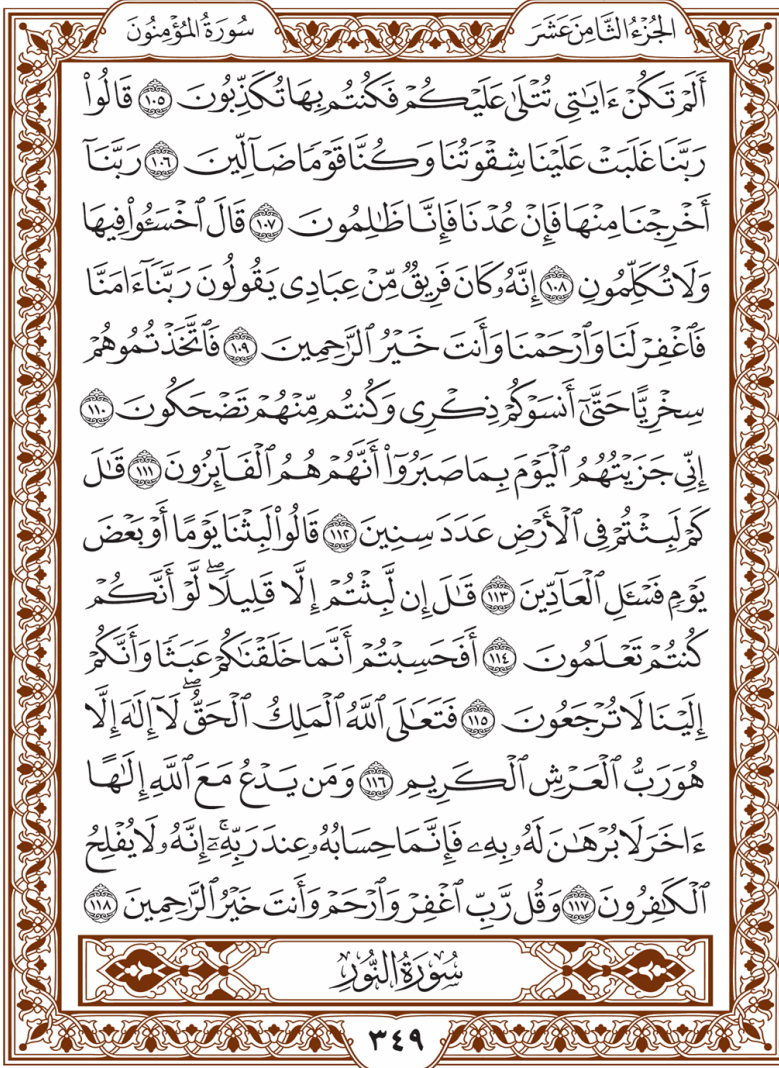 الجُزْءُ الثَّامِنَ عَشَرَ
سُورَةُ المُؤْمِنُونَ
أَلَمْ تَكُنْ ءَايَٰتِى تُتْلَىٰ عَلَيْكُمْ فَكُنتُم بِهَا تُكَذِّبُونَ ١٠٥ قَالُوا۟
رَبَّنَا غَلَبَتْ عَلَيْنَا شِقْوَتُنَا وَكُنَّا قَوْمًا ضَآلِّينَ ١٠٦ رَبَّنَآ
أَخْرِجْنَا مِنْهَا فَإِنْ عُدْنَا فَإِنَّا ظَٰلِمُونَ ١٠٧ قَالَ ٱخْسَـُٔوا۟ فِيهَا
وَلَا تُكَلِّمُونِ ١٠٨ إِنَّهُۥ كَانَ فَرِيقٌ مِّنْ عِبَادِى يَقُولُونَ رَبَّنَآ ءَامَنَّا
فَٱغْفِرْ لَنَا وَٱرْحَمْنَا وَأَنتَ خَيْرُ ٱلرَّٰحِمِينَ ١٠٩ فَٱتَّخَذْتُمُوهُمْ
سِخْرِيًّا حَتَّىٰٓ أَنسَوْكُمْ ذِكْرِى وَكُنتُم مِّنْهُمْ تَضْحَكُونَ ١١٠
إِنِّى جَزَيْتُهُمُ ٱلْيَوْمَ بِمَا صَبَرُوٓا۟ أَنَّهُمْ هُمُ ٱلْفَآئِزُونَ ١١١ قَٰلَ
كَمْ لَبِثْتُمْ فِى ٱلْأَرْضِ عَدَدَ سِنِينَ ١١٢ قَالُوا۟ لَبِثْنَا يَوْمًا أَوْ بَعْضَ
يَوْمٍ فَسْـَٔلِ ٱلْعَآدِّينَ ١١٣ قَٰلَ إِن لَّبِثْتُمْ إِلَّا قَلِيلًا ۖ لَّوْ أَنَّكُمْ
كُنتُمْ تَعْلَمُونَ ١١٤ أَفَحَسِبْتُمْ أَنَّمَا خَلَقْنَٰكُمْ عَبَثًا وَأَنَّكُمْ
إِلَيْنَا لَا تُرْجَعُونَ ١١٥ فَتَعَٰلَى ٱللَّهُ ٱلْمَلِكُ ٱلْحَقُّ ۖ لَآ إِلَٰهَ إِلَّا
هُوَ رَبُّ ٱلْعَرْشِ ٱلْكَرِيمِ ١١٦ وَمَن يَدْعُ مَعَ ٱللَّهِ إِلَٰهًا
ءَاخَرَ لَا بُرْهَٰنَ لَهُۥ بِهِۦ فَإِنَّمَا حِسَابُهُۥ عِندَ رَبِّهِۦٓ ۚ إِنَّهُۥ لَا يُفْلِحُ
ٱلْكَٰفِرُونَ ١١٧ وَقُل رَّبِّ ٱغْفِرْ وَٱرْحَمْ وَأَنتَ خَيْرُ ٱلرَّٰحِمِينَ ١١٨
سُورَةُ النُّورِ
٣٤٩